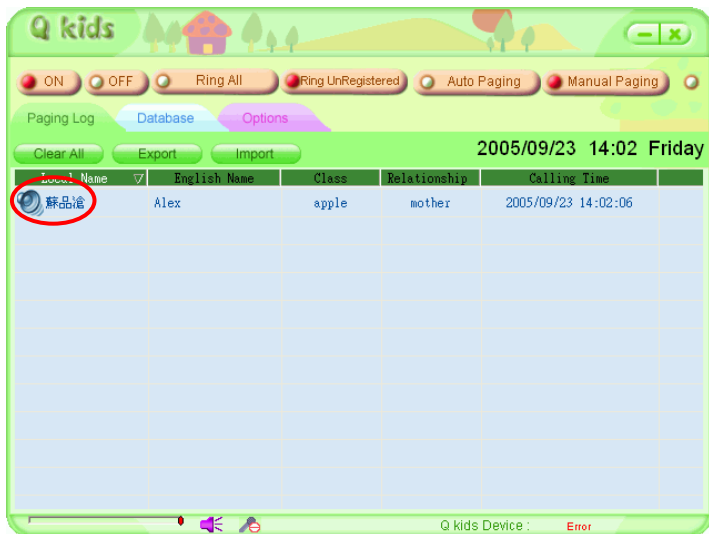 Q kids
ON OFF Ring All Ring UnRegistered Auto Paging Manual Paging
Paging Log Database Options
Clear All Export Import 2005/09/23 14:02 Friday
Local Name English Name Class Relationship Calling Time
蘇品滄 Alex apple mother 2005/09/23 14:02:06
Q kids Device : Error